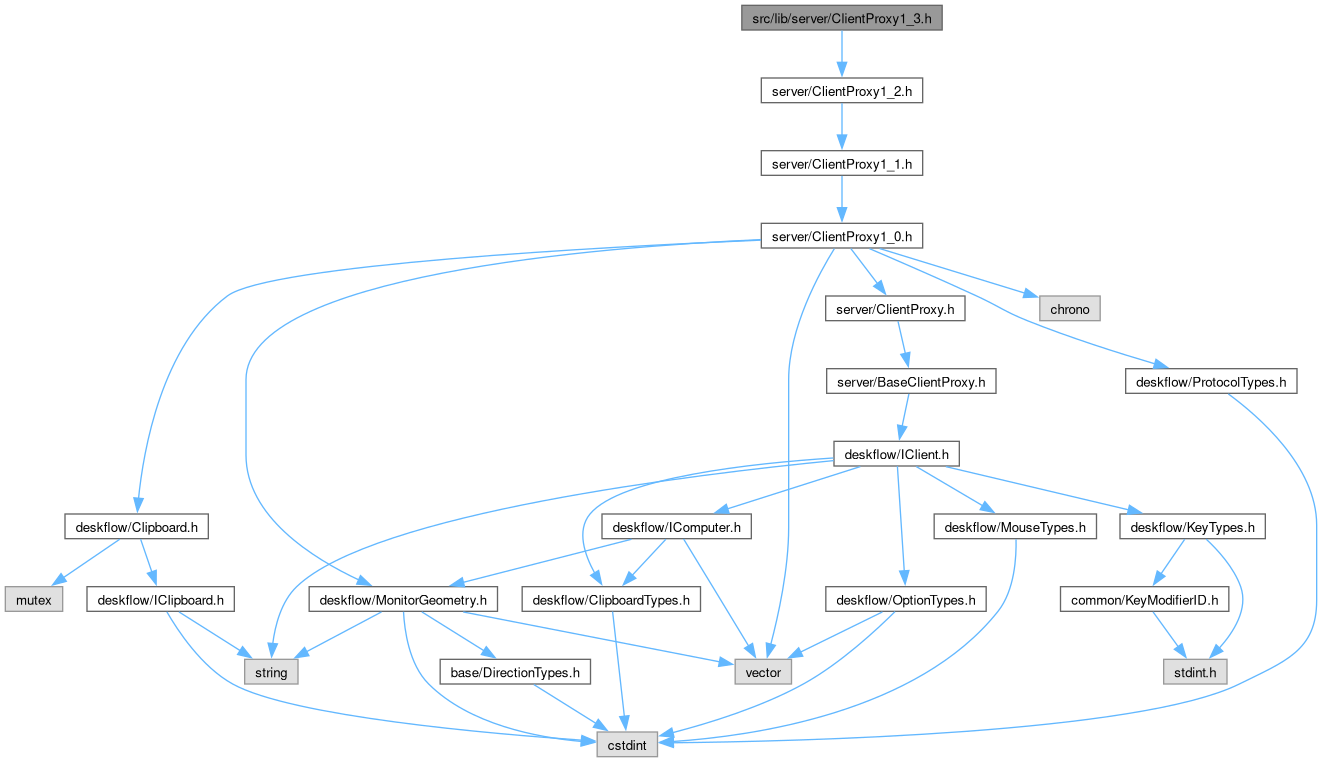 src/lib/server/ClientProxy1_3.h
server/ClientProxy1_2.h
server/ClientProxy1_1.h
server/ClientProxy1_0.h
server/ClientProxy.h
chrono
server/BaseClientProxy.h
deskflow/ProtocolTypes.h
deskflow/IClient.h
deskflow/Clipboard.h
deskflow/IComputer.h
deskflow/MouseTypes.h
deskflow/KeyTypes.h
mutex
deskflow/IClipboard.h
deskflow/MonitorGeometry.h
deskflow/ClipboardTypes.h
deskflow/OptionTypes.h
common/KeyModifierID.h
string
base/DirectionTypes.h
vector
stdint.h
cstdint